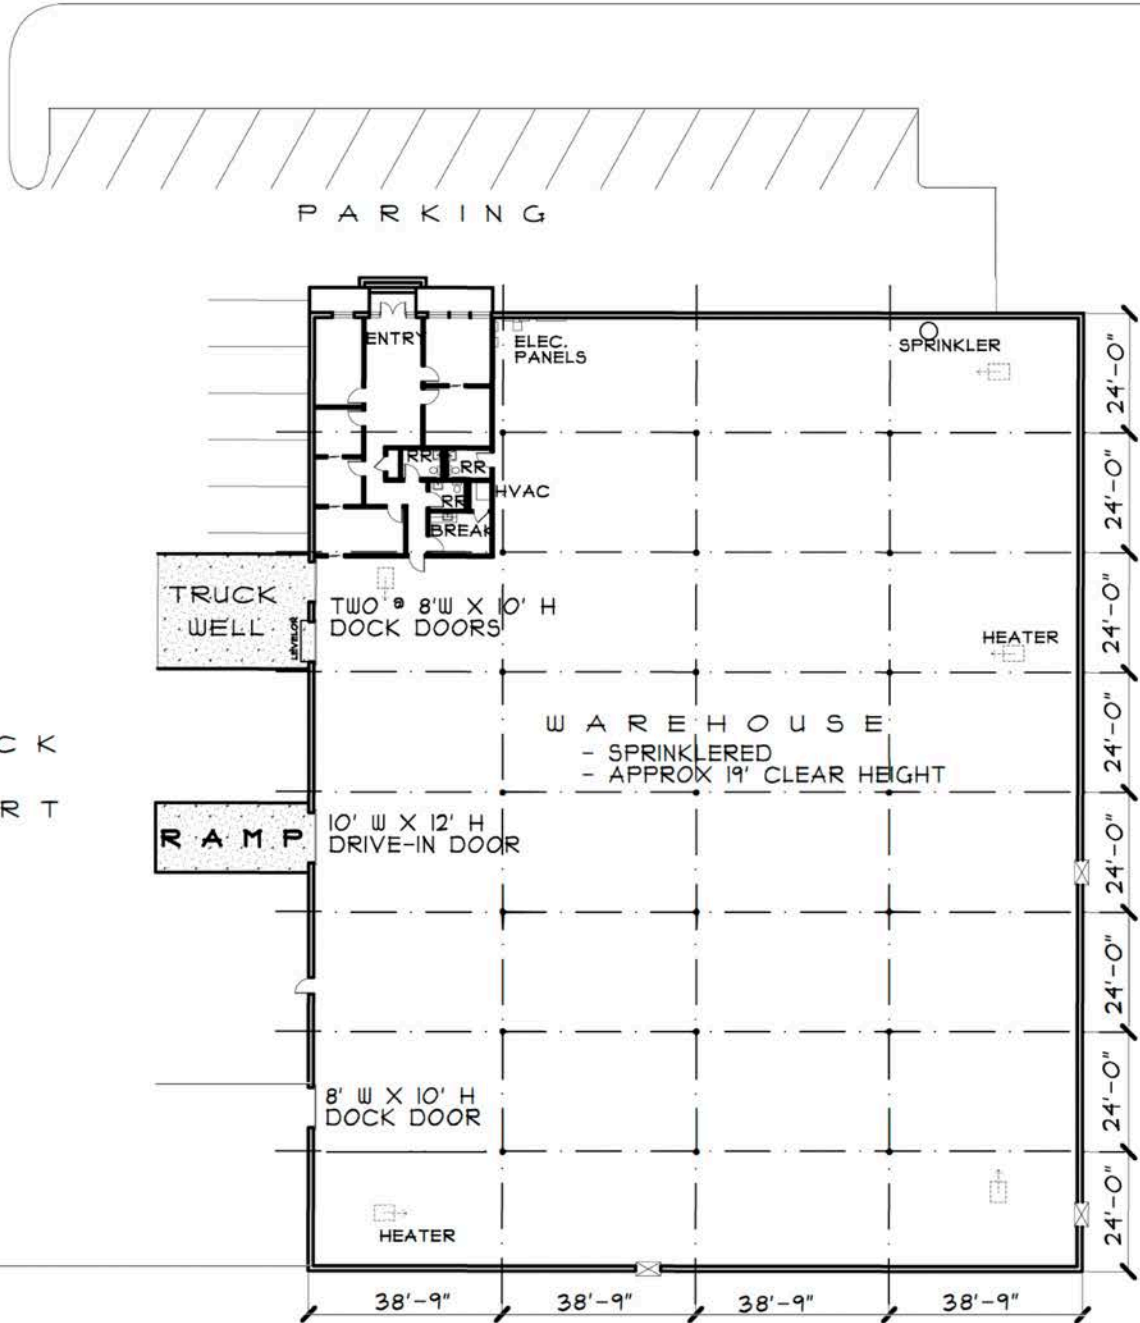 PARKING
ENTRY
ELEC.
PANELS
SPRINKLER
24'-0"
RR
RR
24'-0"
HVAC
RR
BREAK
TRUCK
WELL
LEVELOR
TWO @ 8'W X 10' H
DOCK DOORS
24'-0"
HEATER
WAREHOUSE
- SPRINKLERED
- APPROX 19' CLEAR HEIGHT
24'-0"
CK
RT
RAMP
10' W X 12' H
DRIVE-IN DOOR
24'-0"
24'-0"
8' W X 10' H
DOCK DOOR
24'-0"
24'-0"
HEATER
38'-9"
38'-9"
38'-9"
38'-9"